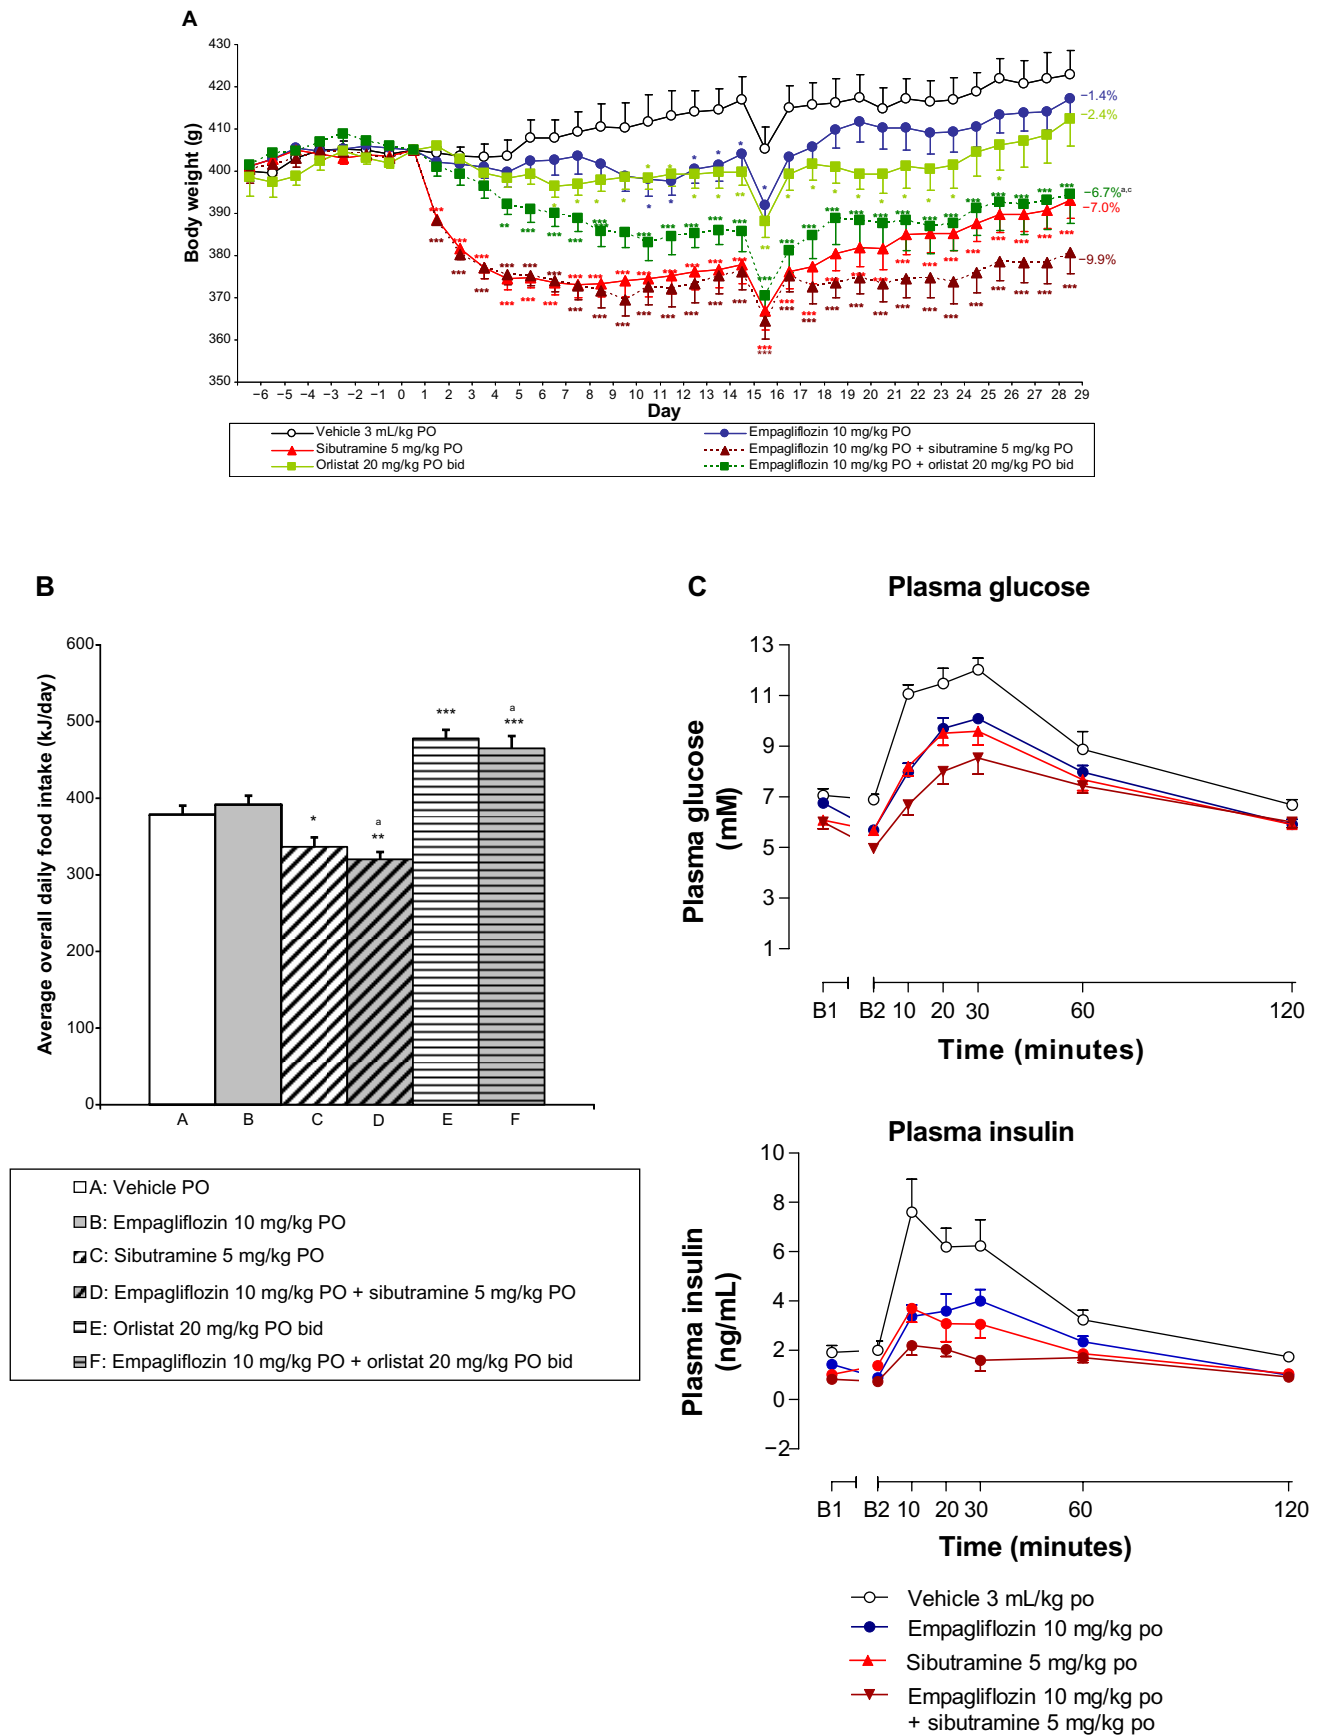 A
430
420
410
400
390
380
370
360
350
Body weight (g)
−1.4%
−2.4%
−6.7%a,c
−7.0%
−9.9%
−6 −5 −4 −3 −2 −1 0 1 2 3 4 5 6 7 8 9 10 11 12 13 14 15 16 17 18 19 20 21 22 23 24 25 26 27 28 29
Day
Vehicle 3 mL/kg PO
Empagliflozin 10 mg/kg PO
Sibutramine 5 mg/kg PO
Empagliflozin 10 mg/kg PO + sibutramine 5 mg/kg PO
Orlistat 20 mg/kg PO bid
Empagliflozin 10 mg/kg PO + orlistat 20 mg/kg PO bid
B
600
500
400
300
200
100
0
Average overall daily food intake (kJ/day)
*
a
**
***
a
***
A B C D E F
A: Vehicle PO
B: Empagliflozin 10 mg/kg PO
C: Sibutramine 5 mg/kg PO
D: Empagliflozin 10 mg/kg PO + sibutramine 5 mg/kg PO
E: Orlistat 20 mg/kg PO bid
F: Empagliflozin 10 mg/kg PO + orlistat 20 mg/kg PO bid
C
Plasma glucose
13
11
9
7
5
3
1
Plasma glucose
(mM)
B1 B2 10 20 30 60 120
Time (minutes)
Plasma insulin
10
8
6
4
2
0
−2
Plasma insulin
(ng/mL)
B1 B2 10 20 30 60 120
Time (minutes)
Vehicle 3 mL/kg po
Empagliflozin 10 mg/kg po
Sibutramine 5 mg/kg po
Empagliflozin 10 mg/kg po
+ sibutramine 5 mg/kg po